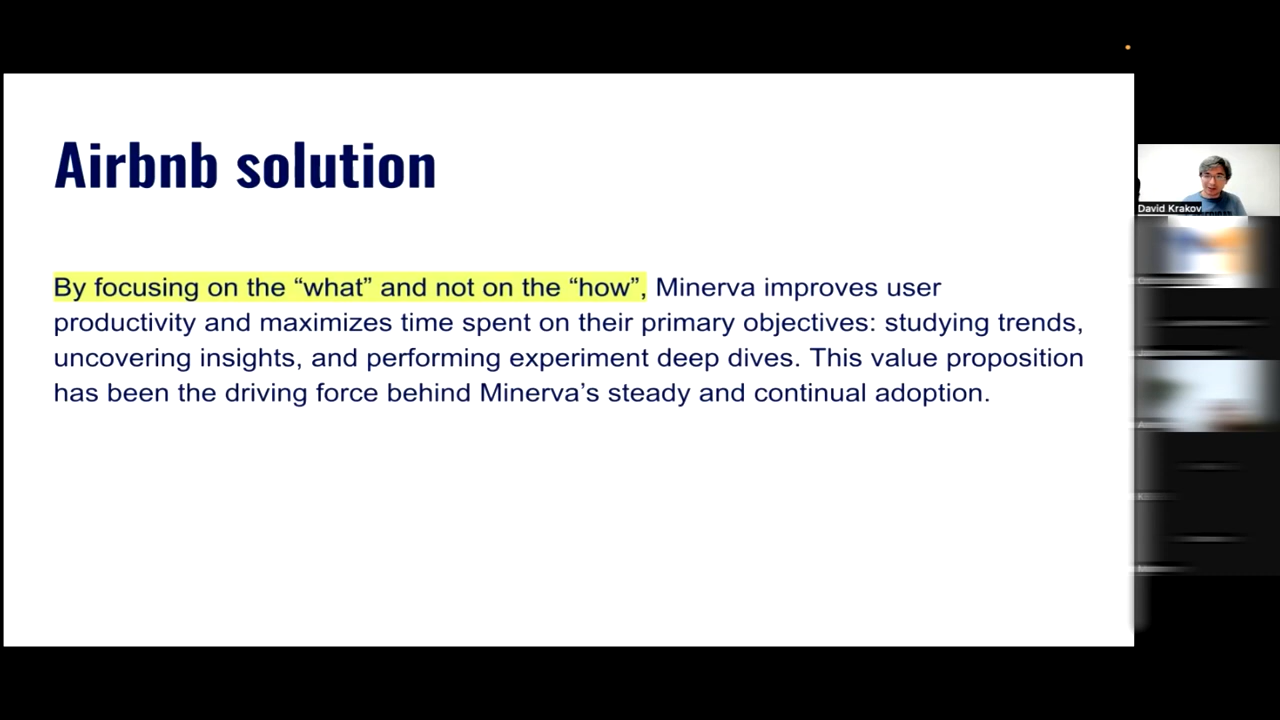 Airbnb solution
By focusing on the “what” and not on the “how”, Minerva improves user
productivity and maximizes time spent on their primary objectives: studying trends,
uncovering insights, and performing experiment deep dives. This value proposition
has been the driving force behind Minerva’s steady and continual adoption.
David Krakov